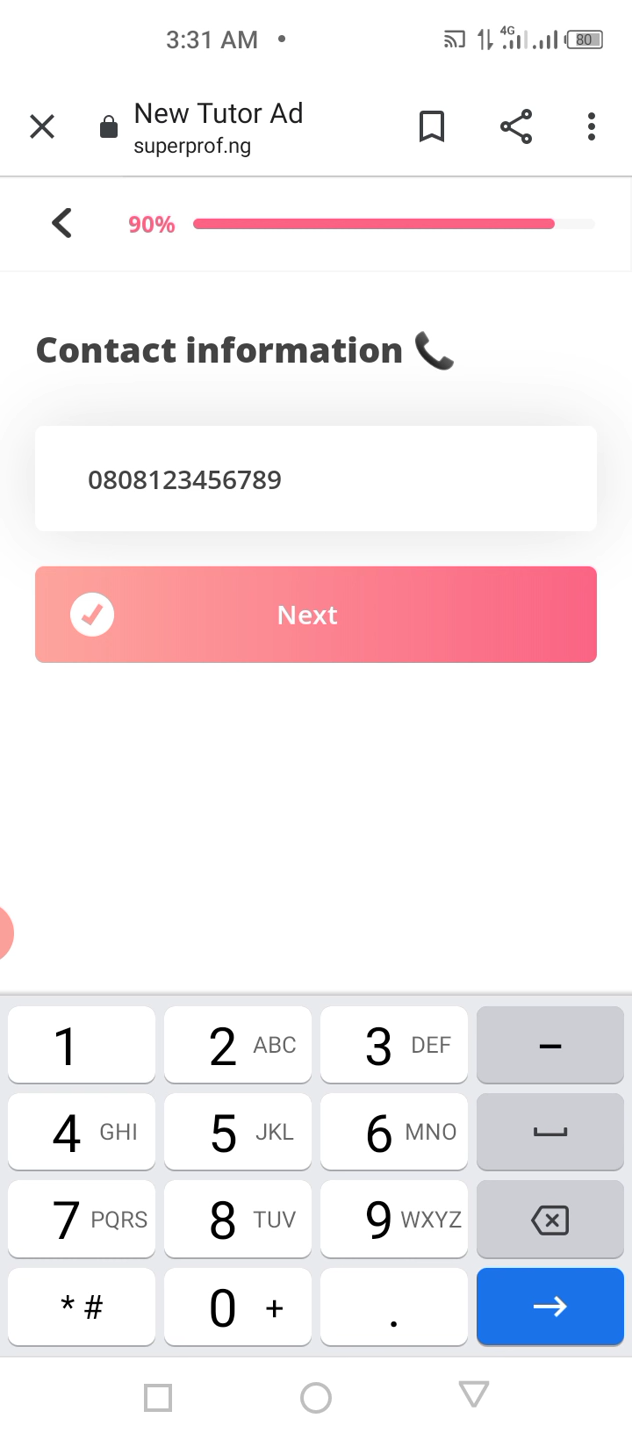 3:31 AM •
4G
80
New Tutor Ad
superprof.ng
90%
Contact information
0808123456789
Next
1
2 ABC
3 DEF
–
4 GHI
5 JKL
6 MNO
7 PQRS
8 TUV
9 WXYZ
* #
0 +
.